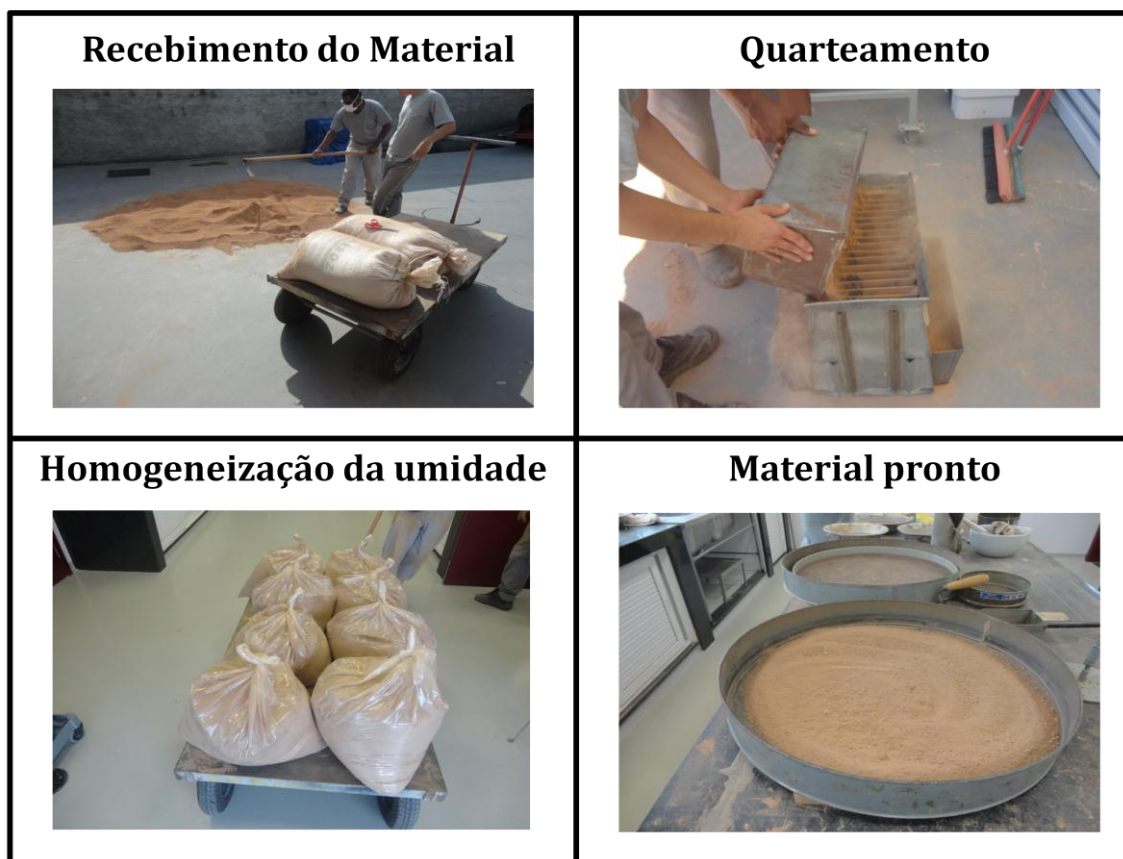 Recebimento do Material
Quarteamento
Homogeneização da umidade
Material pronto